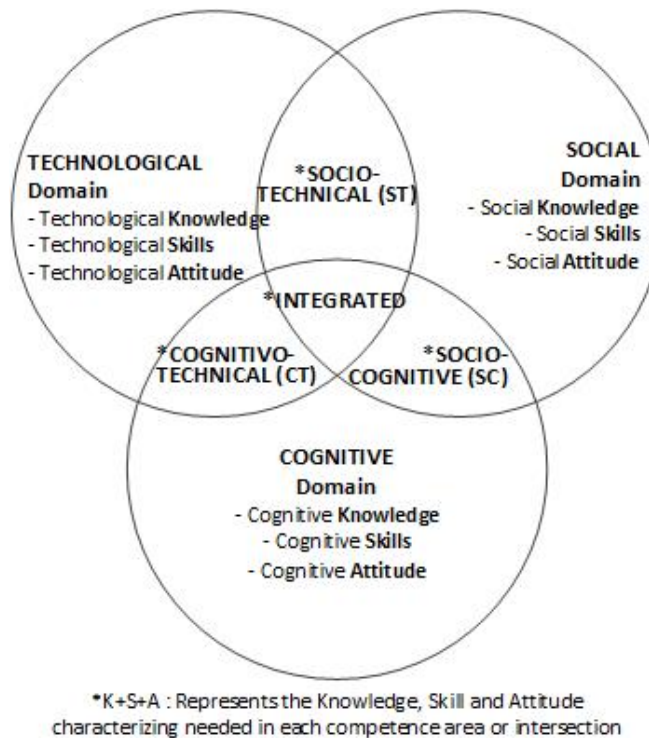 TECHNOLOGICAL
Domain
- Technological Knowledge
- Technological Skills
- Technological Attitude
*SOCIO-
TECHNICAL (ST)
SOCIAL
Domain
- Social Knowledge
- Social Skills
- Social Attitude
*INTEGRATED
*COGNITIVO-
TECHNICAL (CT)
*SOCIO-
COGNITIVE (SC)
COGNITIVE
Domain
- Cognitive Knowledge
- Cognitive Skills
- Cognitive Attitude
*K+S+A : Represents the Knowledge, Skill and Attitude
characterizing needed in each competence area or intersection